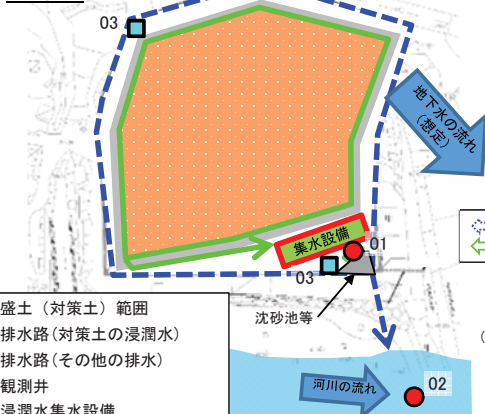 03
地下水の流れ
(想定)
集水設備
01
03
沈砂池等
盛土（対策土）範囲
排水路(対策土の浸潤水)
排水路(その他の排水)
観測井
浸潤水集水設備
河川の流れ
02